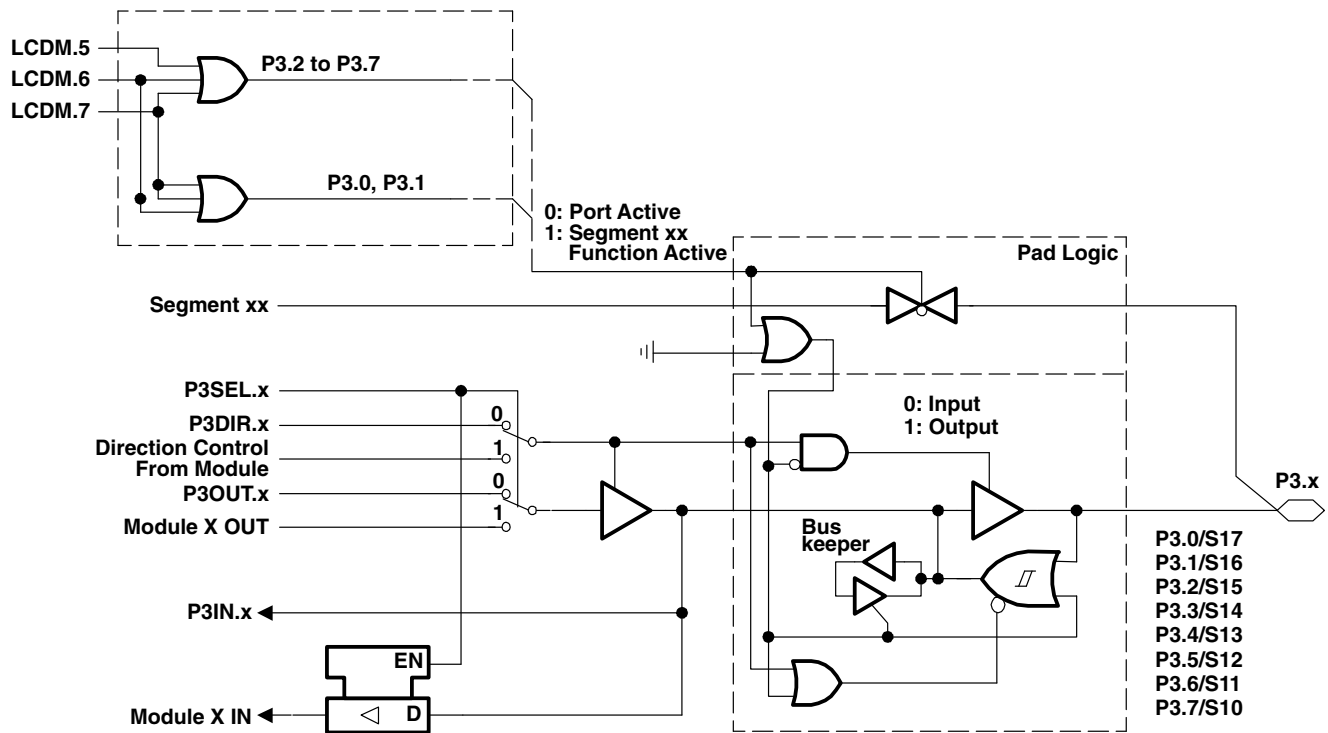 LCDM.5
LCDM.6
LCDM.7
P3.2 to P3.7
P3.0, P3.1
0: Port Active
1: Segment xx
Function Active
Pad Logic
Segment xx
P3SEL.x
P3DIR.x
0
Direction Control
From Module
1
P3OUT.x
0
Module X OUT
1
0: Input
1: Output
P3.x
Bus
keeper
P3.0/S17
P3.1/S16
P3.2/S15
P3.3/S14
P3.4/S13
P3.5/S12
P3.6/S11
P3.7/S10
P3IN.x
EN
D
Module X IN